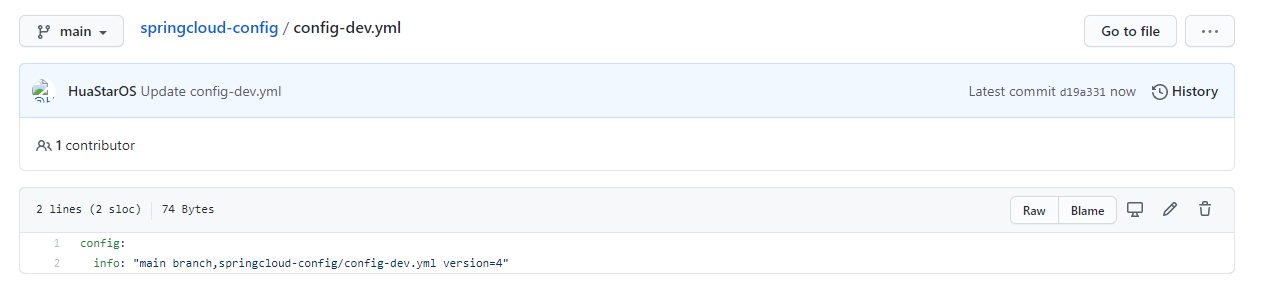 main
springcloud-config / config-dev.yml
Go to file
···
HuaStarOS Update config-dev.yml
Latest commit d19a331 now
History
1 contributor
2 lines (2 sloc)
74 Bytes
Raw
Blame
1 config:
2 info: "main branch,springcloud-config/config-dev.yml version=4"